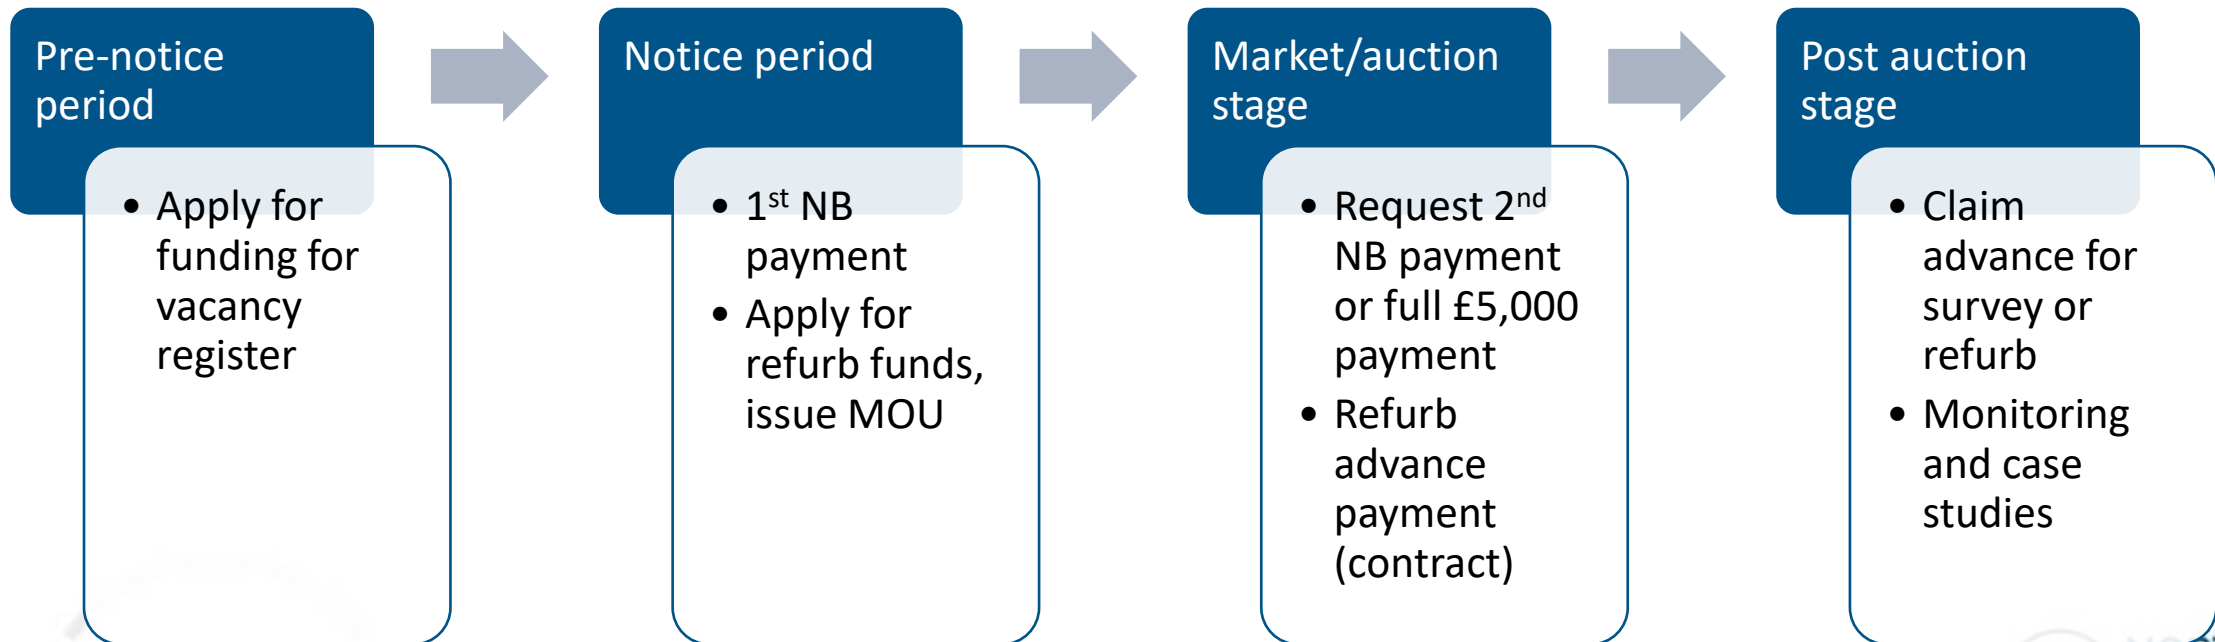 Pre-notice
period
• Apply for
funding for
vacancy
register
Notice period
• 1st NB
payment
• Apply for
refurb funds,
issue MOU
Market/auction
stage
• Request 2nd
NB payment
or full £5,000
payment
• Refurb
advance
payment
(contract)
Post auction
stage
• Claim
advance for
survey or
refurb
• Monitoring
and case
studies